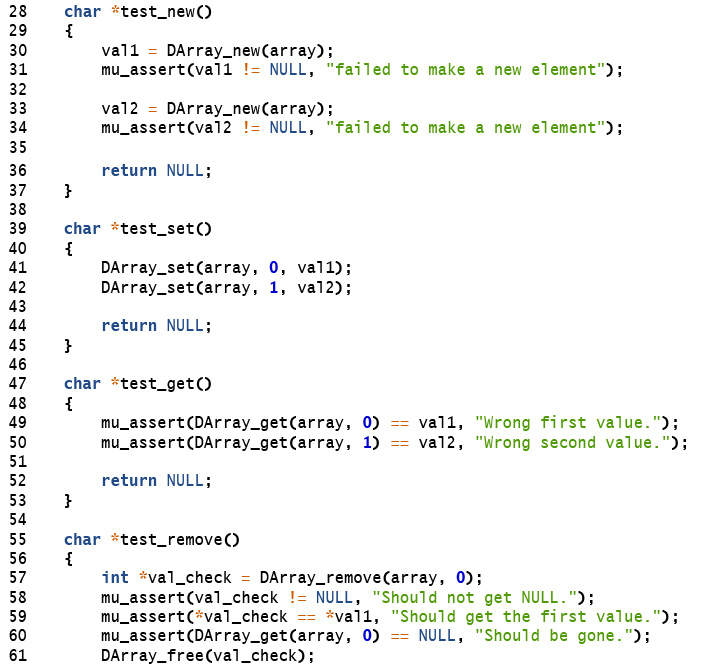 28 char *test_new()
29 {
30     val1 = DArray_new(array);
31     mu_assert(val1 != NULL, "failed to make a new element");
32
33     val2 = DArray_new(array);
34     mu_assert(val2 != NULL, "failed to make a new element");
35
36     return NULL;
37 }
38
39 char *test_set()
40 {
41     DArray_set(array, 0, val1);
42     DArray_set(array, 1, val2);
43
44     return NULL;
45 }
46
47 char *test_get()
48 {
49     mu_assert(DArray_get(array, 0) == val1, "Wrong first value.");
50     mu_assert(DArray_get(array, 1) == val2, "Wrong second value.");
51
52     return NULL;
53 }
54
55 char *test_remove()
56 {
57     int *val_check = DArray_remove(array, 0);
58     mu_assert(val_check != NULL, "Should not get NULL.");
59     mu_assert(*val_check == *val1, "Should get the first value.");
60     mu_assert(DArray_get(array, 0) == NULL, "Should be gone.");
61     DArray_free(val_check);